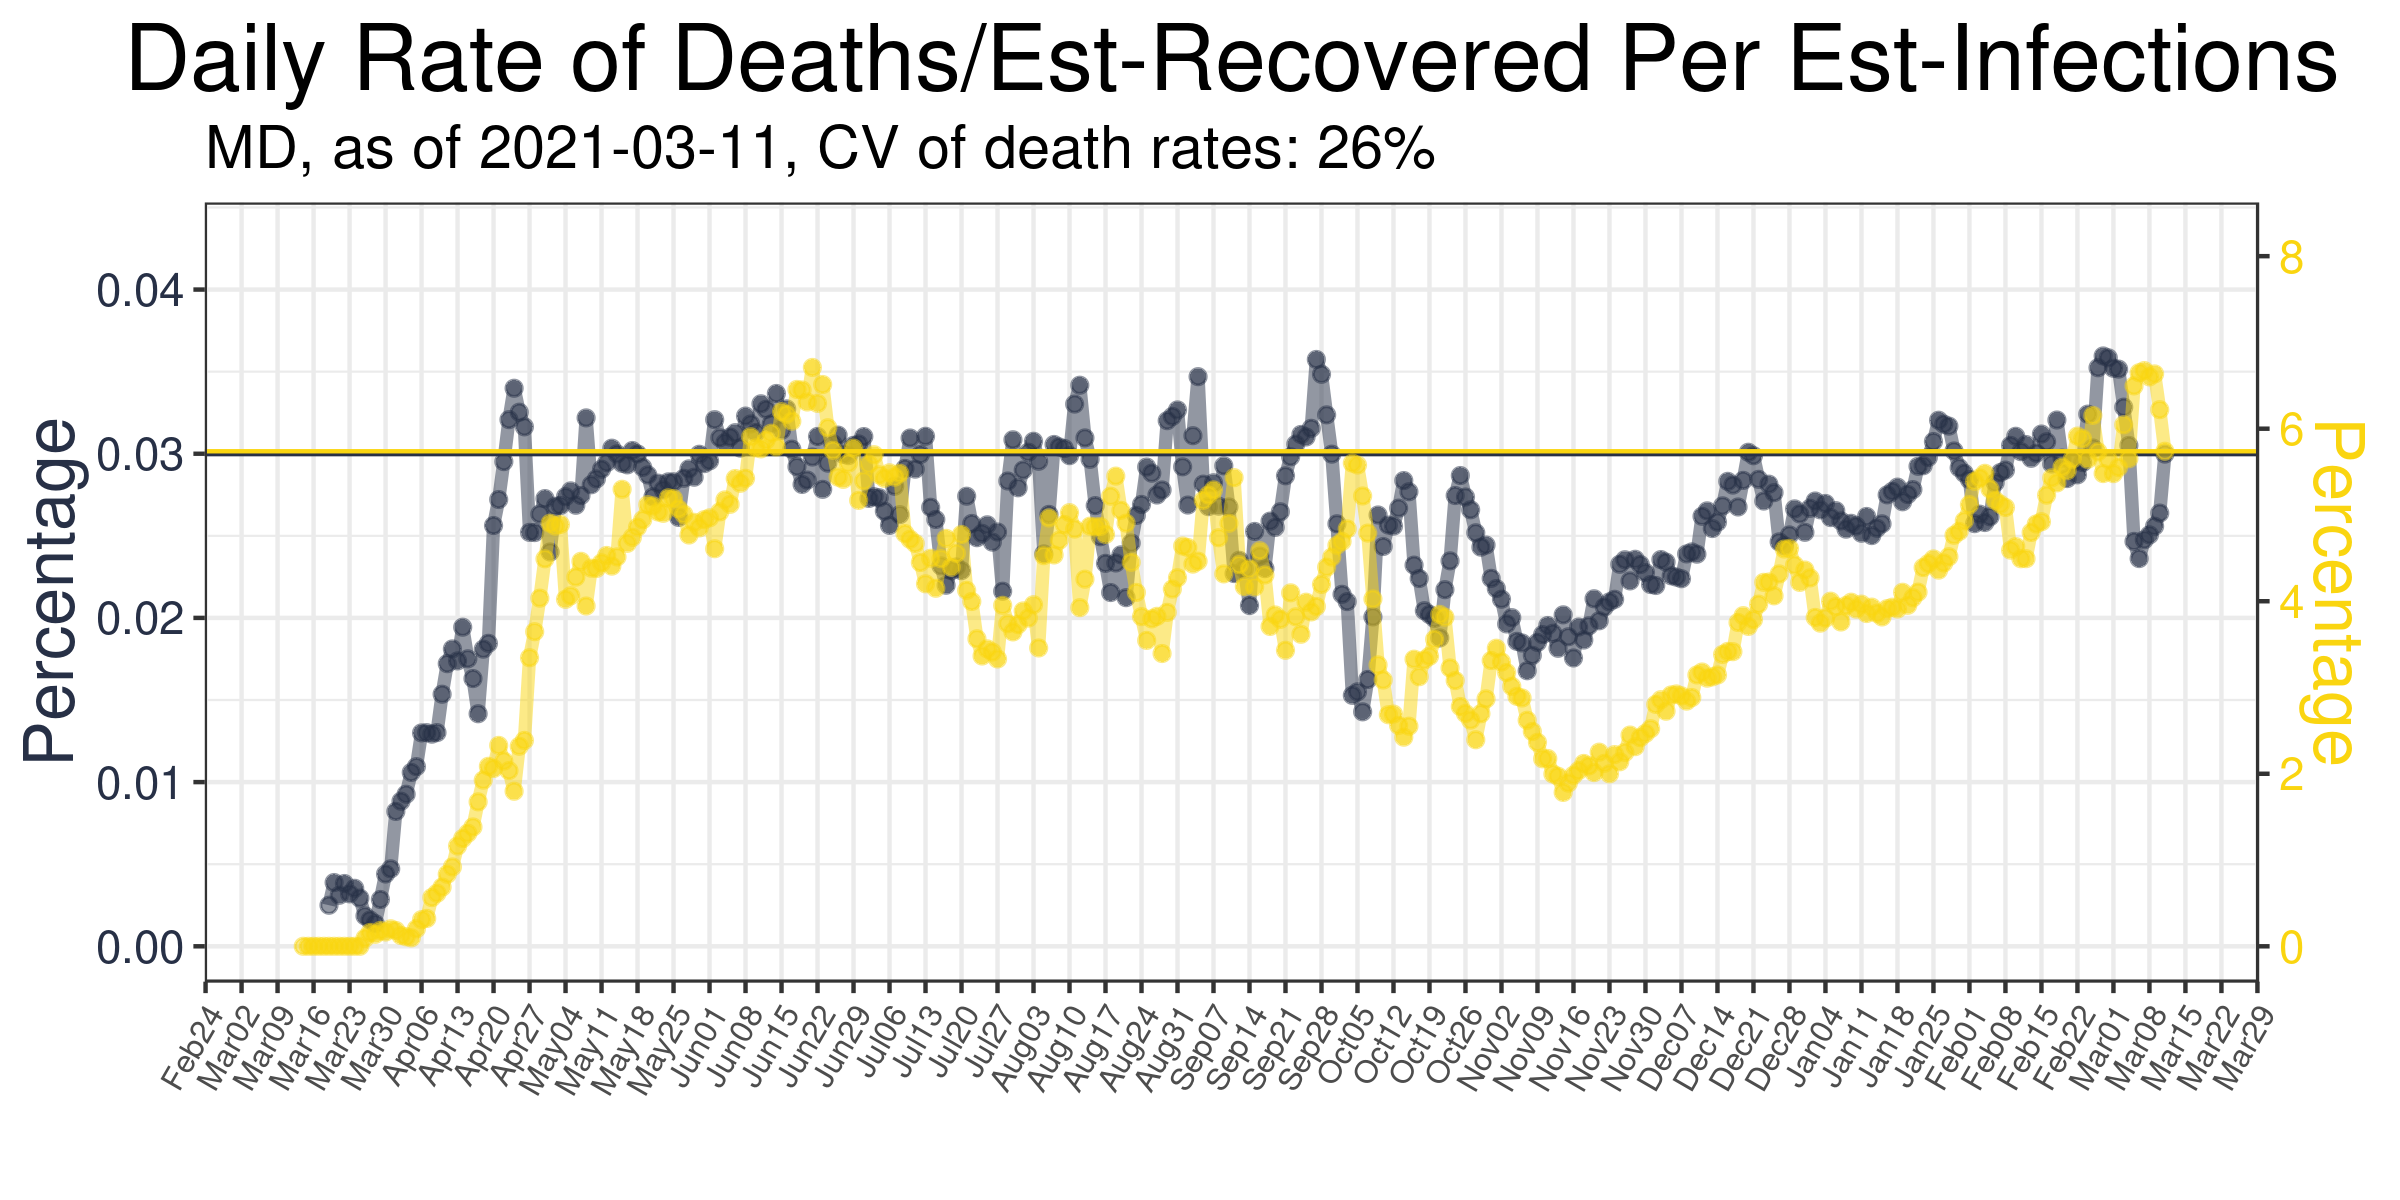 Daily Rate of Deaths/Est-Recovered Per Est-Infections
MD, as of 2021-03-11, CV of death rates: 26%
Percentage
0.04
0.03
0.02
0.01
0.00
8
6
4
2
0
Percentage
Feb24
Mar02
Mar09
Mar16
Mar23
Mar30
Apr06
Apr13
Apr20
Apr27
May04
May11
May18
May25
Jun01
Jun08
Jun15
Jun22
Jun29
Jul06
Jul13
Jul20
Jul27
Aug03
Aug10
Aug17
Aug24
Aug31
Sep07
Sep14
Sep21
Sep28
Oct05
Oct12
Oct19
Oct26
Nov02
Nov09
Nov16
Nov23
Nov30
Dec07
Dec14
Dec21
Dec28
Jan04
Jan11
Jan18
Jan25
Feb01
Feb08
Feb15
Feb22
Mar01
Mar08
Mar15
Mar22
Mar29